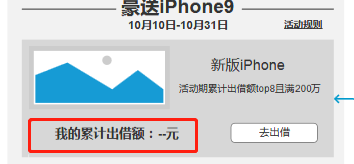 豪送iPhone9
10月10日-10月31日
活动规则
新版iPhone
活动期累计出借额top8且满200万
我的累计出借额：--元
去出借